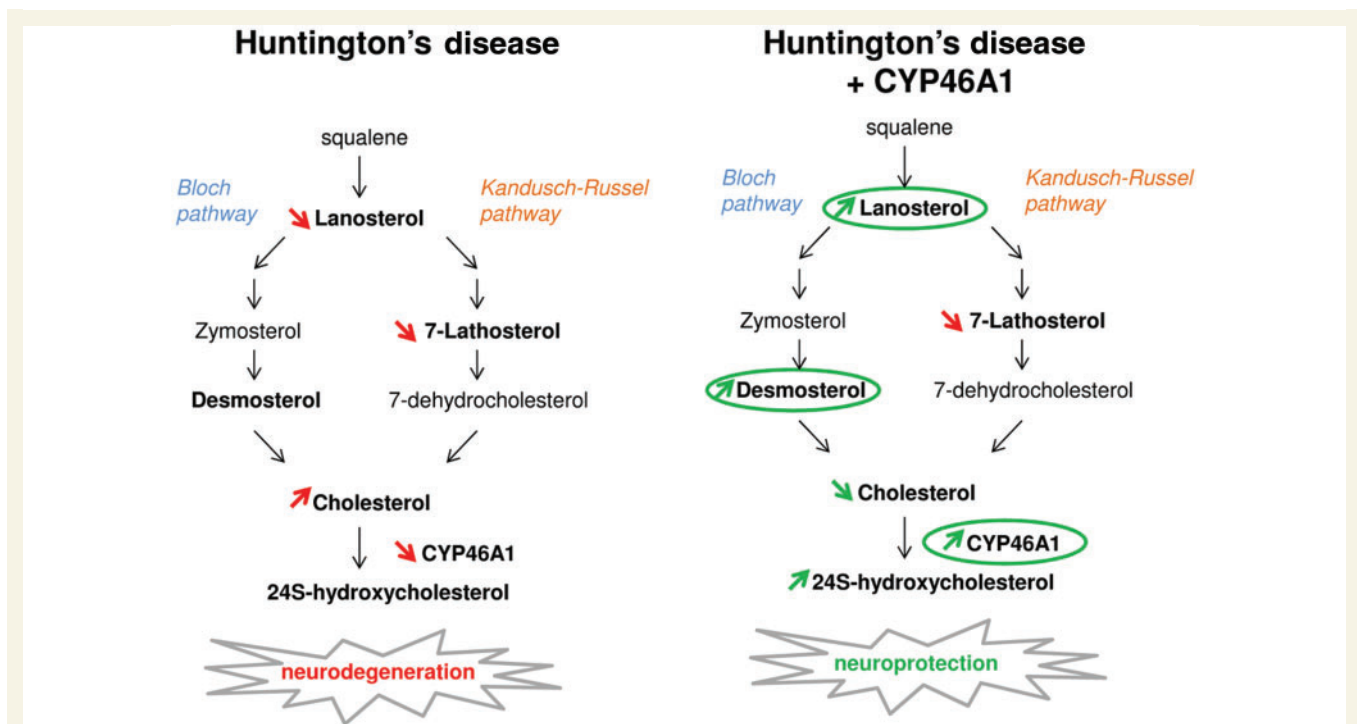 Huntington's disease
squalene
Bloch
pathway
Kandusch-Russel
pathway
Lanosterol
Zymosterol
7-Lathosterol
Desmosterol
7-dehydrocholesterol
Cholesterol
CYP46A1
24S-hydroxycholesterol
neurodegeneration
Huntington's disease
+ CYP46A1
squalene
Bloch
pathway
Kandusch-Russel
pathway
Lanosterol
Zymosterol
7-Lathosterol
Desmosterol
7-dehydrocholesterol
Cholesterol
CYP46A1
24S-hydroxycholesterol
neuroprotection